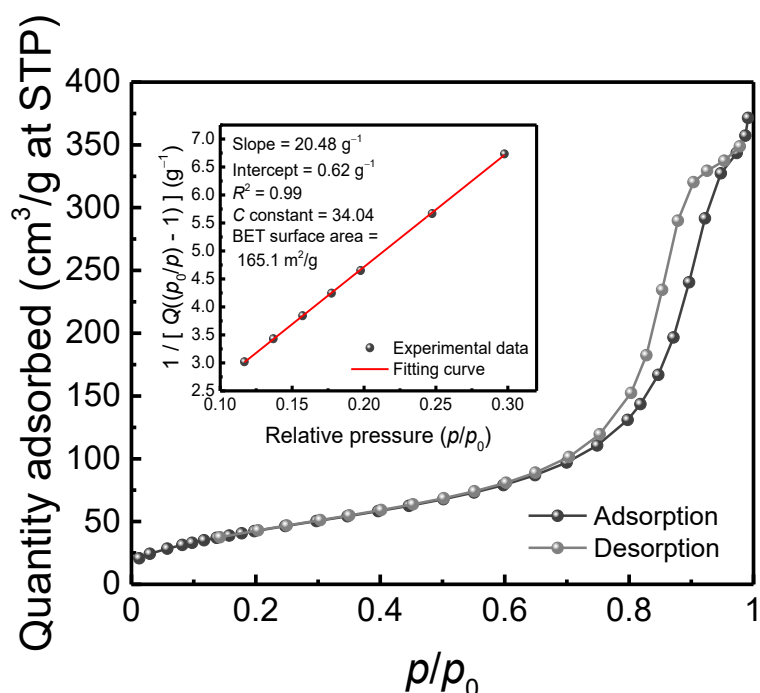 Quantity adsorbed (cm³/g at STP)
400
350
300
250
200
150
100
50
0
0
0.2
0.4
0.6
0.8
1
p/p₀
Adsorption
Desorption
1 / [ Q((p₀/p) - 1)) ] (g⁻¹)
7.0
6.5
6.0
5.5
5.0
4.5
4.0
3.5
3.0
2.5
0.10
0.15
0.20
0.25
0.30
Relative pressure (p/p₀)
Slope = 20.48 g⁻¹
Intercept = 0.62 g⁻¹
R² = 0.99
C constant = 34.04
BET surface area =
165.1 m²/g
Experimental data
Fitting curve